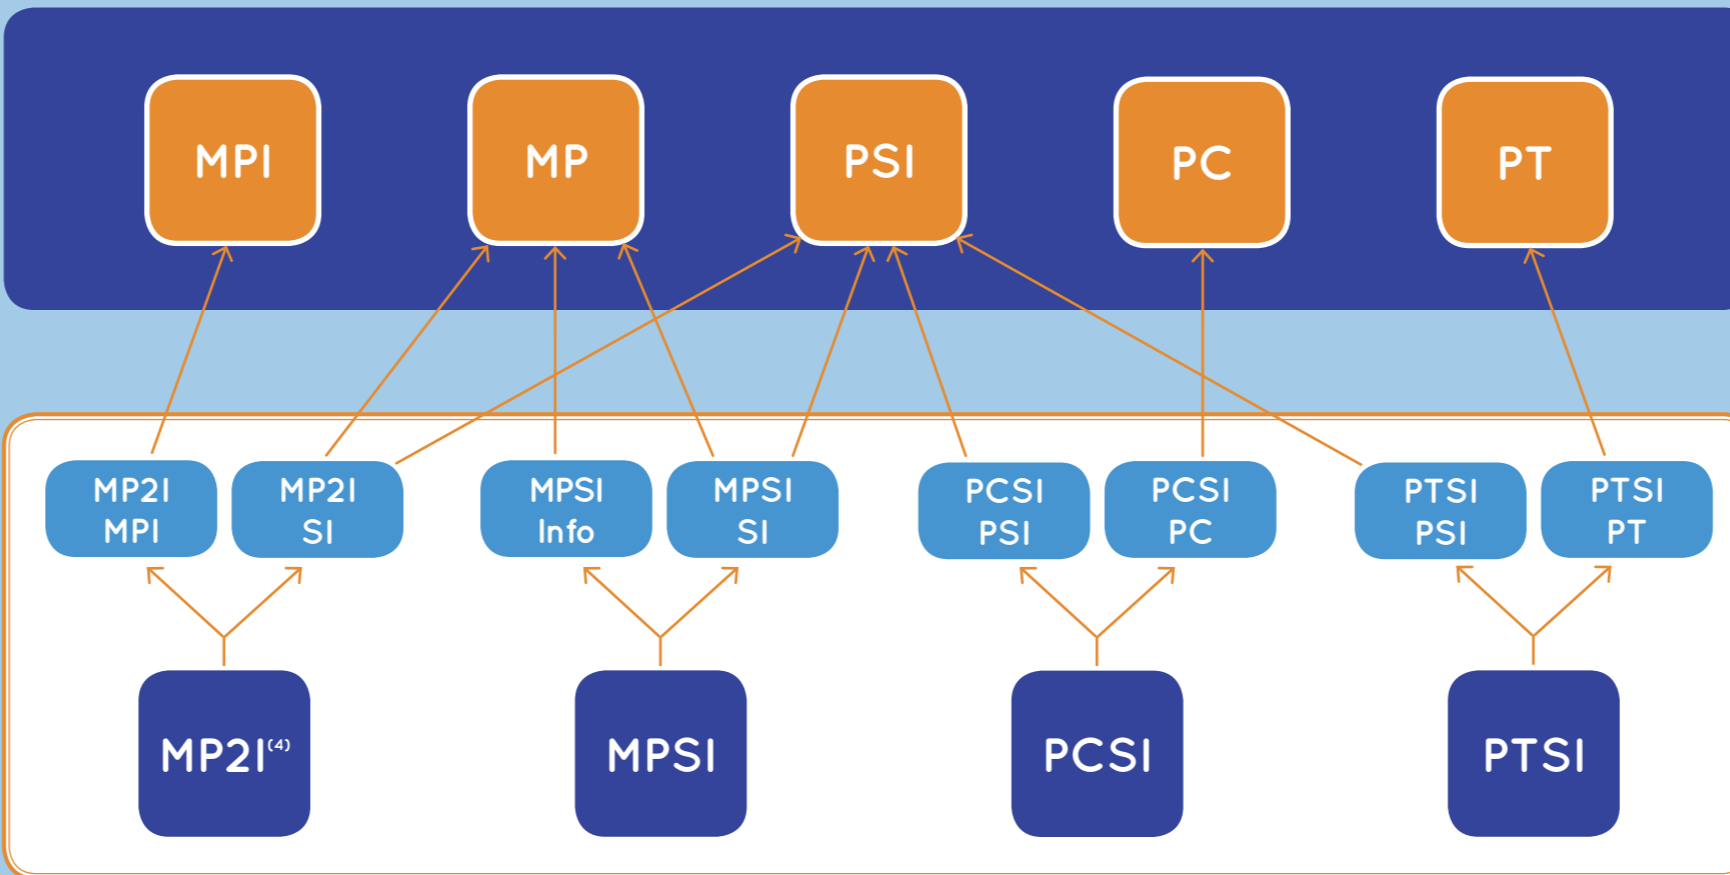 MPI
MP
PSI
PC
PT
MP2I
MPI
MP2I
SI
MPSI
Info
MPSI
SI
PCSI
PSI
PCSI
PC
PTSI
PSI
PTSI
PT
MP2I(4)
MPSI
PCSI
PTSI